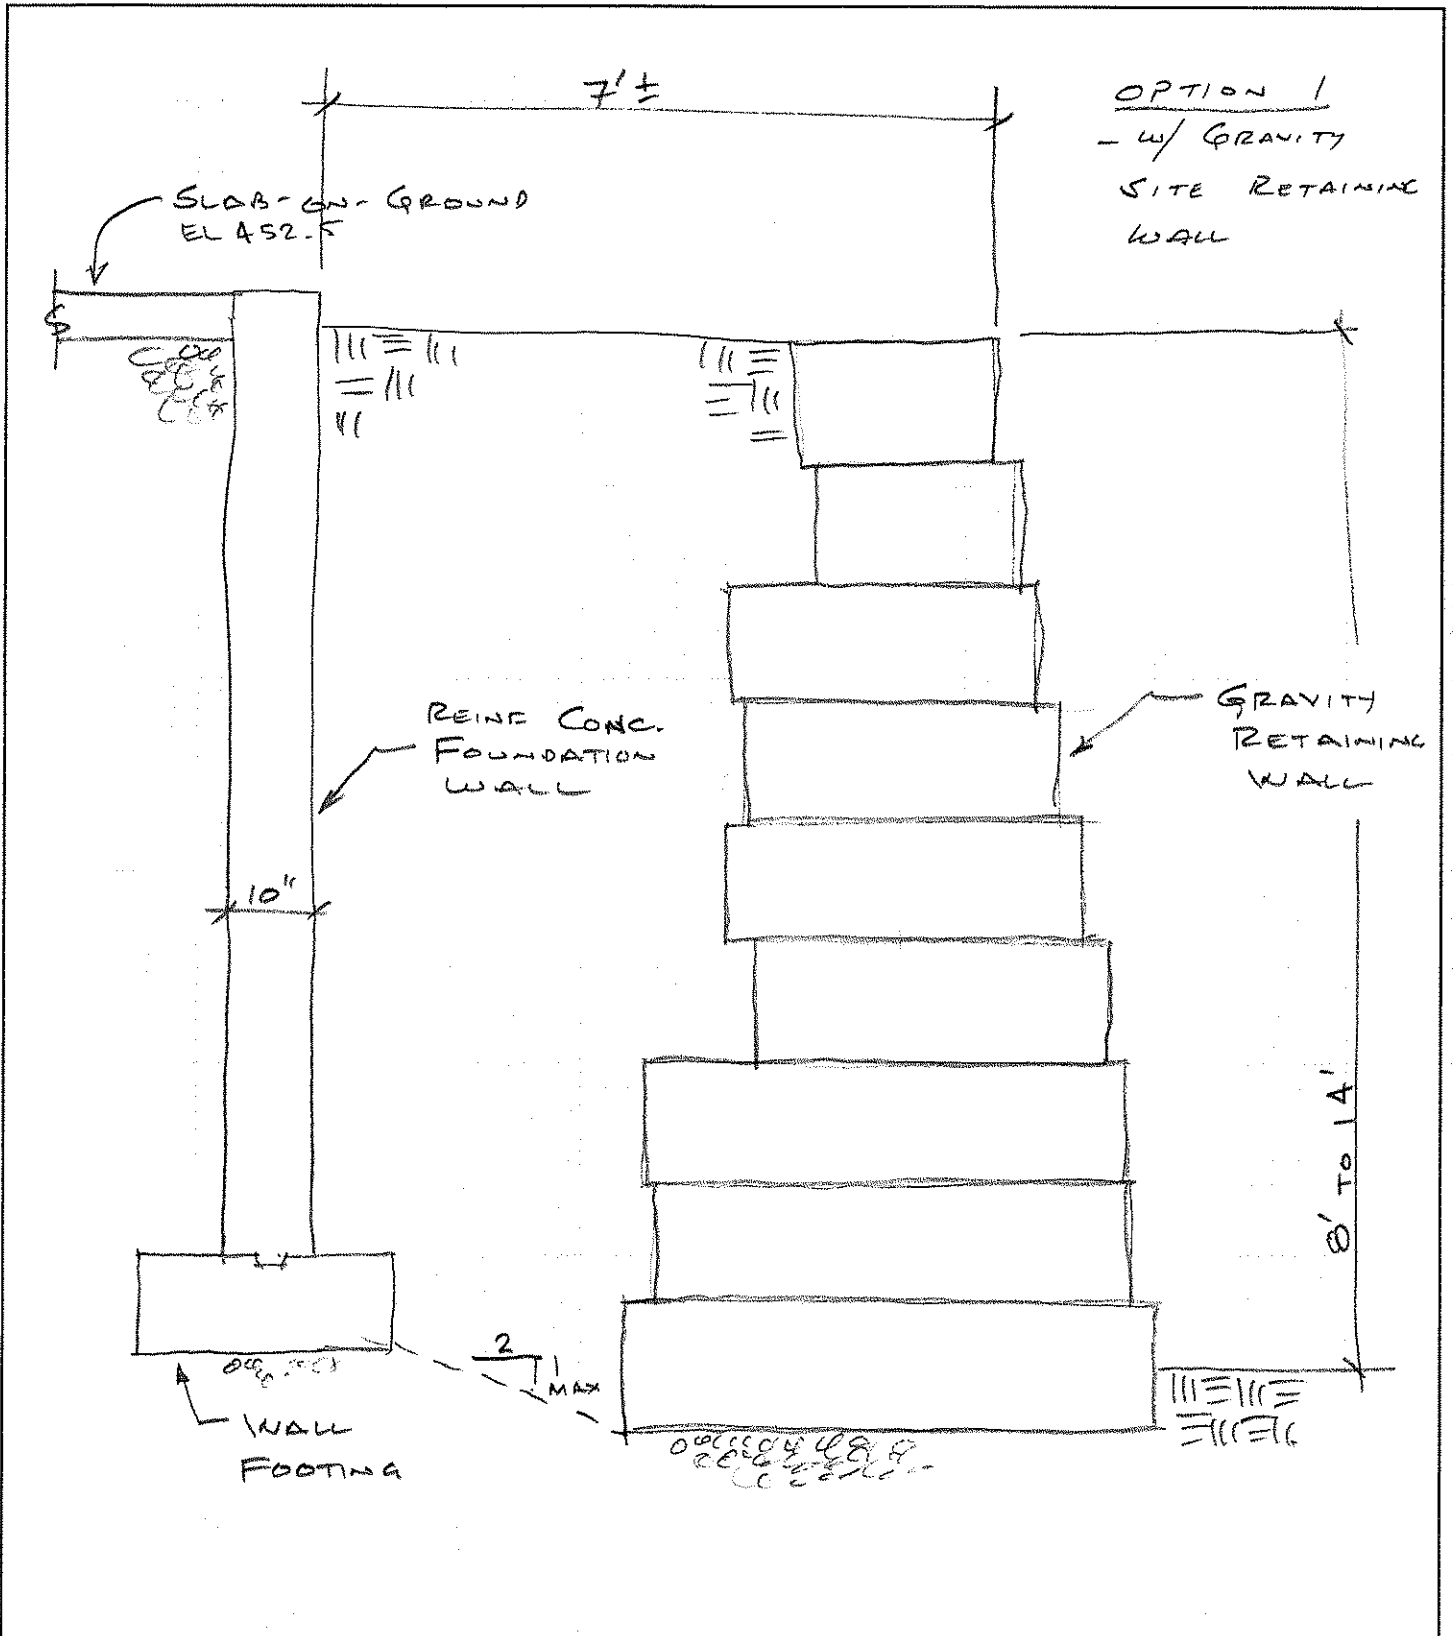 7' ±
OPTION 1
- W/ GRAVITY
SITE RETAINING
WALL
SLAB-ON-GROUND
EL 452.5
REINF CONC.
FOUNDATION
WALL
GRAVITY
RETAINING
WALL
10"
8' TO 14'
2
1
MAX
WALL
FOOTING